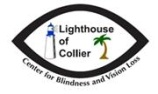 Lighthouse
of
Collier
Center for Blindness and Vision Loss